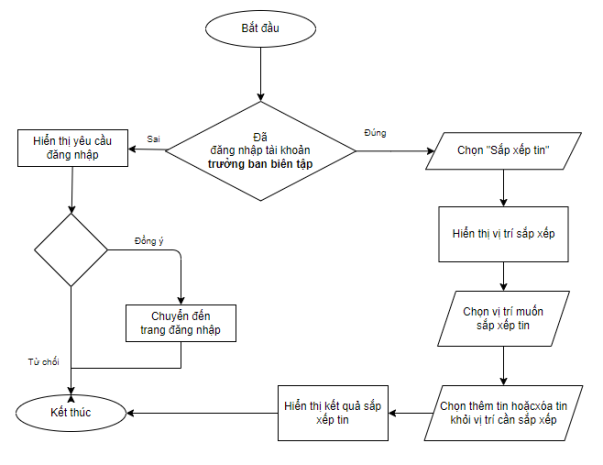 Bắt đầu
Đã
đăng nhập tài khoản
trưởng ban biên tập
Sai
Đúng
Hiển thị yêu cầu
đăng nhập
Chọn "Sắp xếp tin"
Hiển thị vị trí sắp xếp
Đồng ý
Chuyển đến
trang đăng nhập
Chọn vị trí muốn
sắp xếp tin
Từ chối
Kết thúc
Hiển thị kết quả sắp
xếp tin
Chọn thêm tin hoặcxóa tin
khỏi vị trí cần sắp xếp